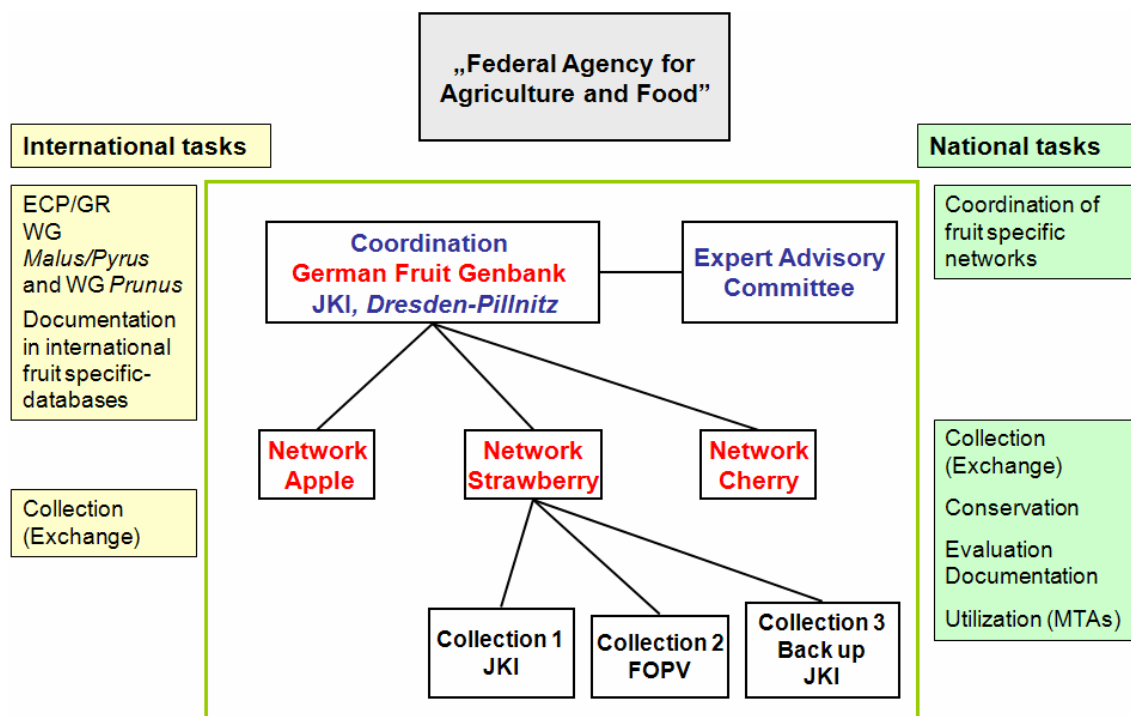 „Federal Agency for
Agriculture and Food”
International tasks
National tasks
ECP/GR
WG
Malus/Pyrus
and WG Prunus
Documentation
in international
fruit specific-
databases
Collection
(Exchange)
Coordination
German Fruit Genbank
JKI, Dresden-Pillnitz
Expert Advisory
Committee
Network
Apple
Network
Strawberry
Network
Cherry
Collection 1
JKI
Collection 2
FOPV
Collection 3
Back up
JKI
Coordination of
fruit specific
networks
Collection
(Exchange)
Conservation
Evaluation
Documentation
Utilization (MTAs)